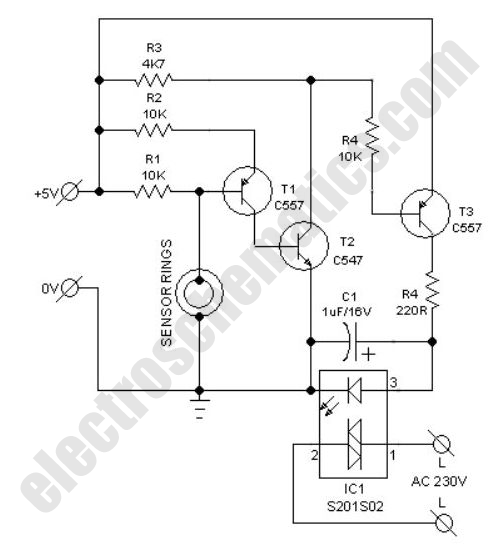 R3
4K7
R2
10K
R1
10K
+5V
T1
C557
R4
10K
T3
C557
T2
C547
0V
SENSOR RINGS
C1
1uF/16V
+
R4
220R
3
2
1
L
AC 230V
L
IC1
S201S02
electroschematics.com